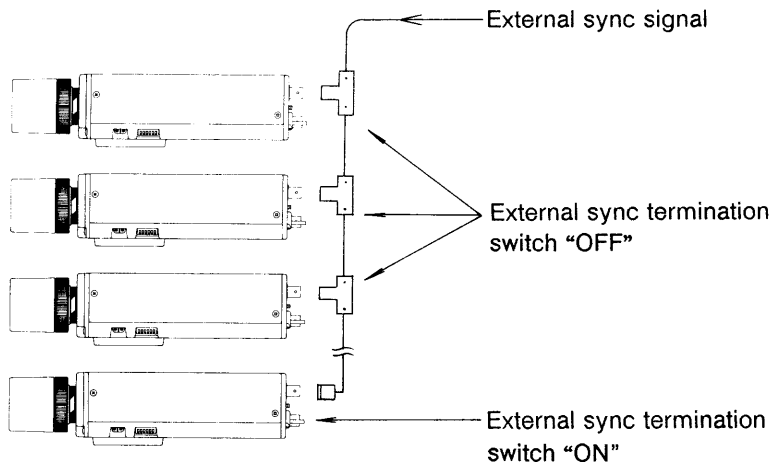 External sync signal
External sync termination
switch “OFF”
External sync termination
switch “ON”